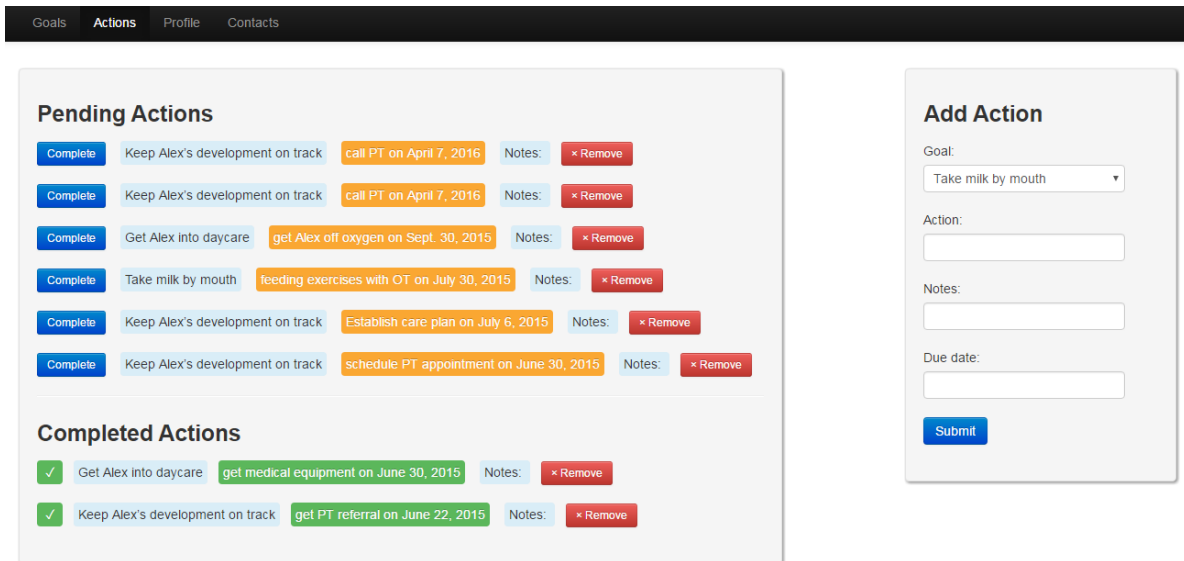 Goals Actions Profile Contacts
Pending Actions
Complete Keep Alex's development on track call PT on April 7, 2016 Notes: × Remove
Complete Keep Alex's development on track call PT on April 7, 2016 Notes: × Remove
Complete Get Alex into daycare get Alex off oxygen on Sept. 30, 2015 Notes: × Remove
Complete Take milk by mouth feeding exercises with OT on July 30, 2015 Notes: × Remove
Complete Keep Alex's development on track Establish care plan on July 6, 2015 Notes: × Remove
Complete Keep Alex's development on track schedule PT appointment on June 30, 2015 Notes: × Remove
Completed Actions
✓ Get Alex into daycare get medical equipment on June 30, 2015 Notes: × Remove
✓ Keep Alex's development on track get PT referral on June 22, 2015 Notes: × Remove
Add Action
Goal:
Take milk by mouth
Action:
Notes:
Due date:
Submit